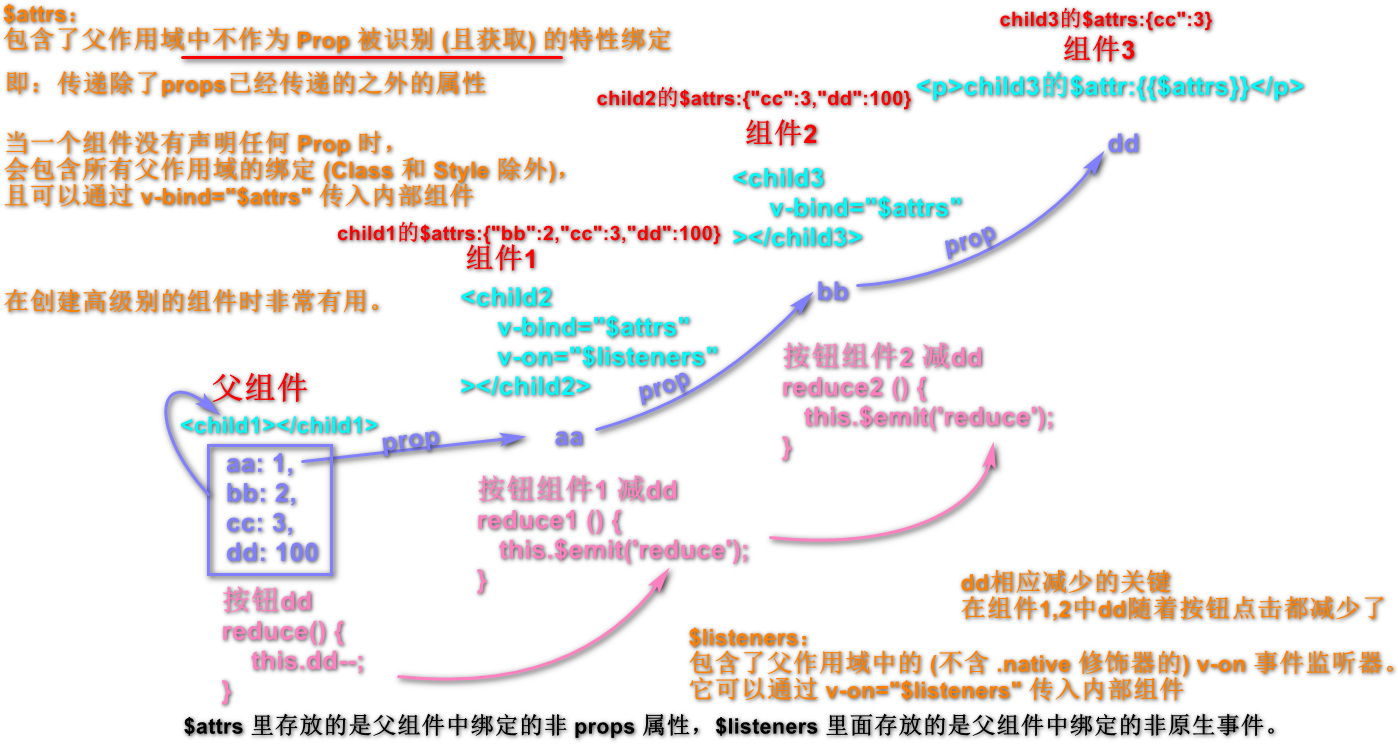 $attrs：
包含了父作用域中不作为 Prop 被识别 (且获取) 的特性绑定
即：传递除了props已经传递的之外的属性
当一个组件没有声明任何 Prop 时，
会包含所有父作用域的绑定 (Class 和 Style 除外)，
且可以通过 v-bind="$attrs" 传入内部组件
在创建高级别的组件时非常有用。
父组件
<child1></child1>
aa: 1,
bb: 2,
cc: 3,
dd: 100
按钮dd
reduce() {
this.dd--;
}
prop
child1的$attrs:{"bb":2,"cc":3,"dd":100}
组件1
<child2
v-bind="$attrs"
v-on="$listeners"
></child2>
aa
按钮组件1 减dd
reduce1 () {
this.$emit('reduce');
}
prop
child2的$attrs:{"cc":3,"dd":100}
组件2
<child3
v-bind="$attrs"
></child3>
bb
按钮组件2 减dd
reduce2 () {
this.$emit('reduce');
}
prop
child3的$attrs:{cc":3}
组件3
<p>child3的$attr:{{$attrs}}</p>
dd
dd相应减少的关键
在组件1,2中dd随着按钮点击都减少了
$listeners：
包含了父作用域中的 (不含 .native 修饰器的) v-on 事件监听器。
它可以通过 v-on="$listeners" 传入内部组件
$attrs 里存放的是父组件中绑定的非 props 属性，$listeners 里面存放的是父组件中绑定的非原生事件。